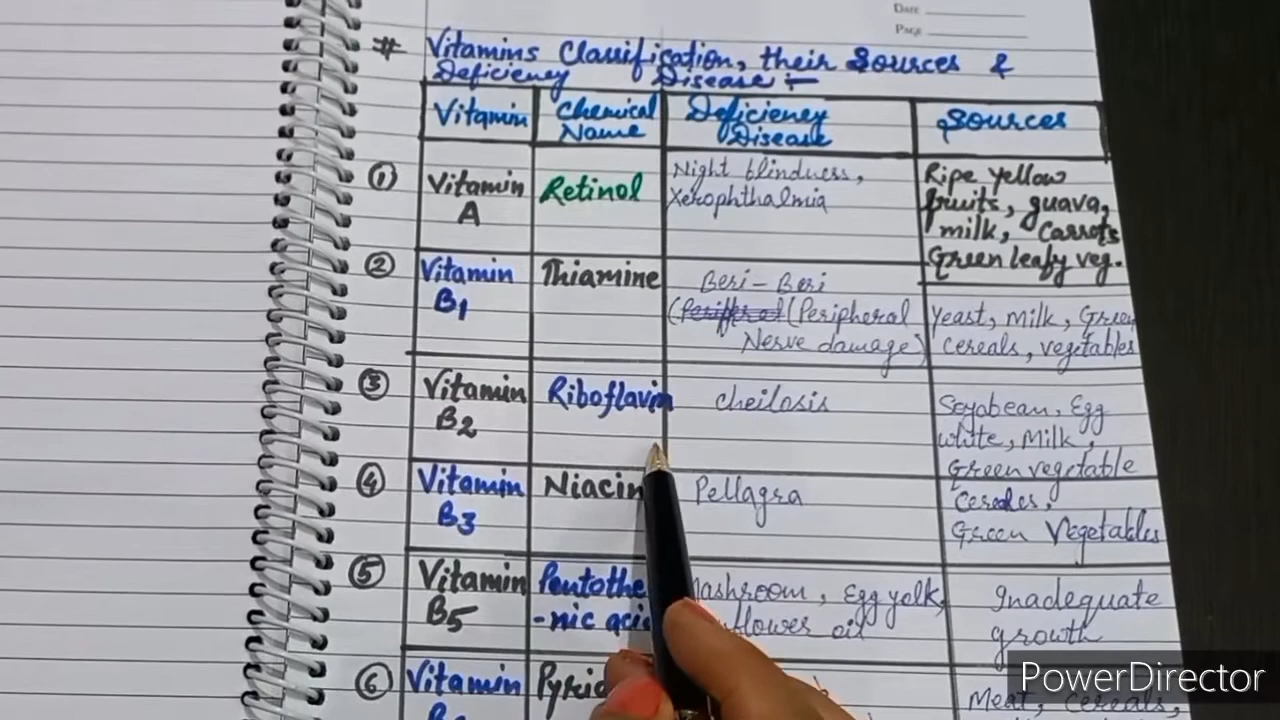 DATE
PAGE
# Vitamins Classification, their Sources &
Deficiency Disease :-
Vitamin Chemical Name Deficiency Disease Sources
① Vitamin A Retinol Night blindness, Xerophthalmia Ripe yellow fruits, guava, milk, Carrots Green leafy veg.
② Vitamin B1 Thiamine Beri - Beri (Perifferal (Peripheral Nerve damage) Yeast, Milk, Green cereals, vegetables
③ Vitamin B2 Riboflavin Cheilosis Soyabean, Egg white, Milk, Green vegetable
④ Vitamin B3 Niacin Pellagra Cereales, Green Vegetables
⑤ Vitamin B5 Pentothe -nic acid Mashroom, Egg yolk, flower oil Inadequate growth
⑥ Vitamin Pyrid Meat, Cereals,
PowerDirector